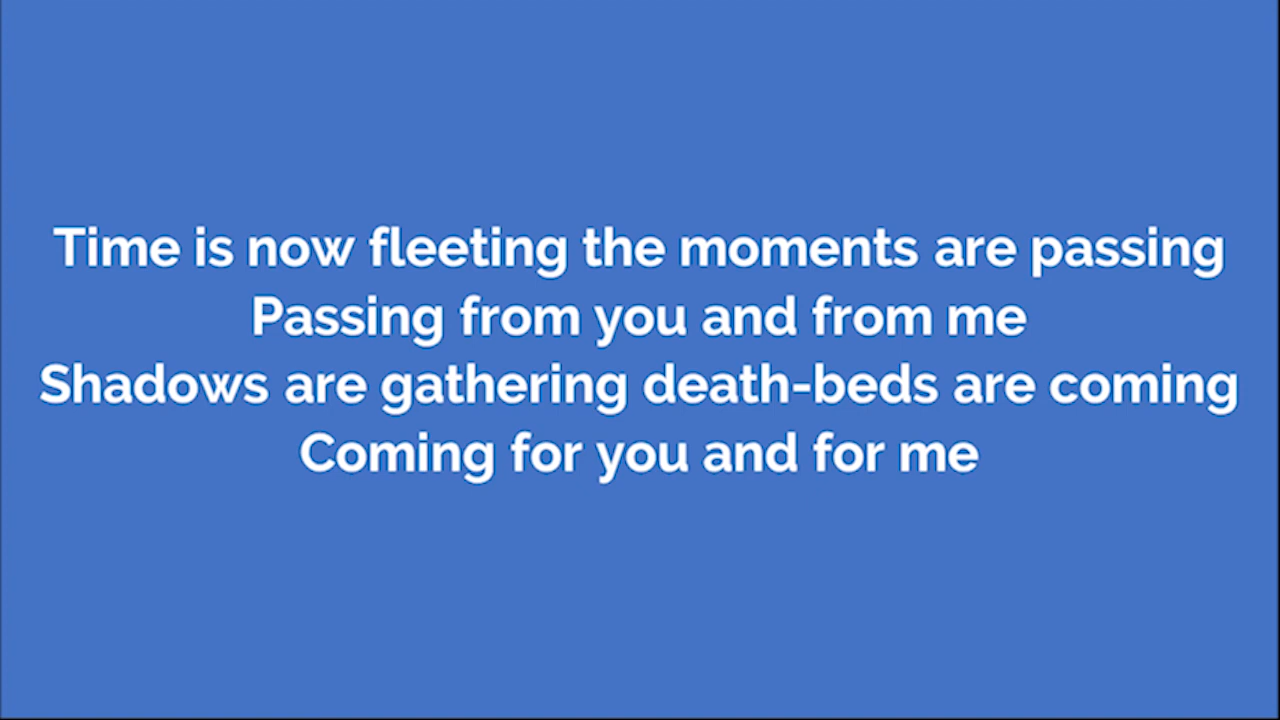 Time is now fleeting the moments are passing
Passing from you and from me
Shadows are gathering death-beds are coming
Coming for you and for me